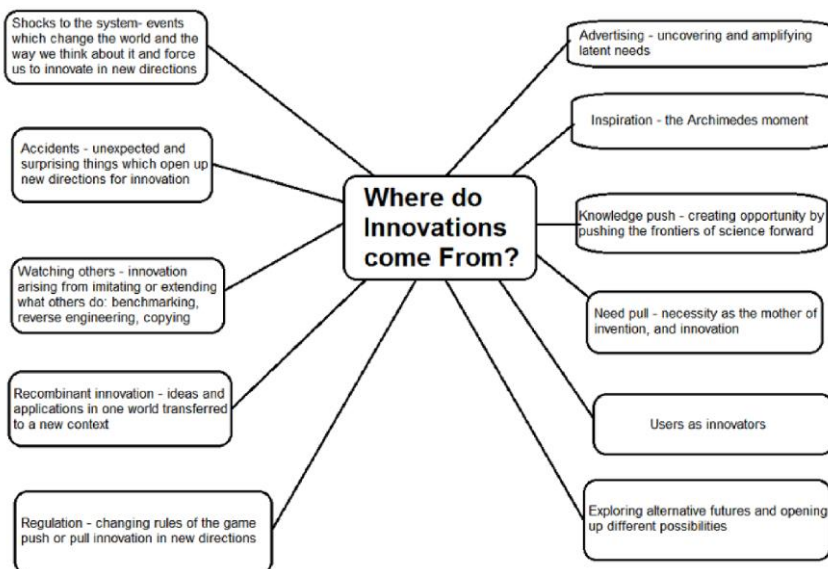 Shocks to the system- events
which change the world and the
way we think about it and force
us to innovate in new directions
Accidents - unexpected and
surprising things which open up
new directions for innovation
Watching others - innovation
arising from imitating or extending
what others do: benchmarking,
reverse engineering, copying
Recombinant innovation - ideas and
applications in one world transferred
to a new context
Regulation - changing rules of the game
push or pull innovation in new directions
Where do
Innovations
come From?
Advertising - uncovering and amplifying
latent needs
Inspiration - the Archimedes moment
Knowledge push - creating opportunity by
pushing the frontiers of science forward
Need pull - necessity as the mother of
invention, and innovation
Users as innovators
Exploring alternative futures and opening
up different possibilities